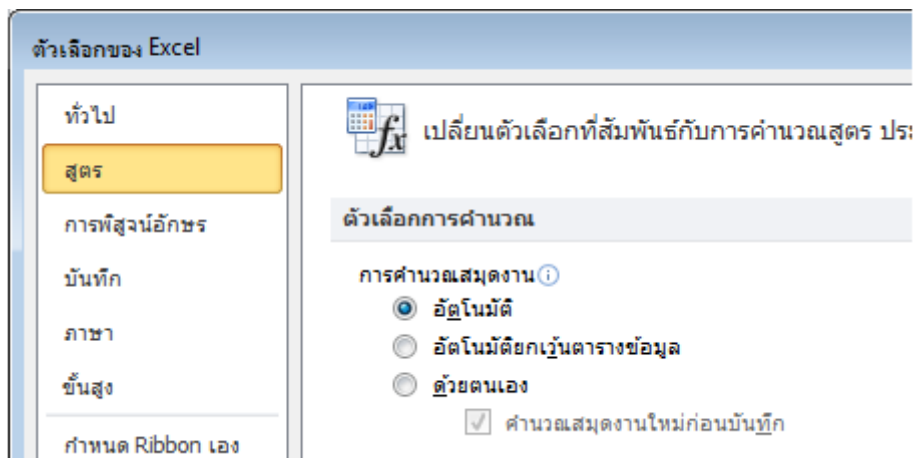 ตัวเลือกของ Excel
ทั่วไป
สูตร
การพิสูจน์อักษร
บันทึก
ภาษา
ขั้นสูง
กำหนด Ribbon เอง
เปลี่ยนตัวเลือกที่สัมพันธ์กับการคำนวณสูตร ประ
ตัวเลือกการคำนวณ
การคำนวณสมุดงาน
อัตโนมัติ
อัตโนมัติยกเว้นตารางข้อมูล
ด้วยตนเอง
คำนวณสมุดงานใหม่ก่อนบันทึก